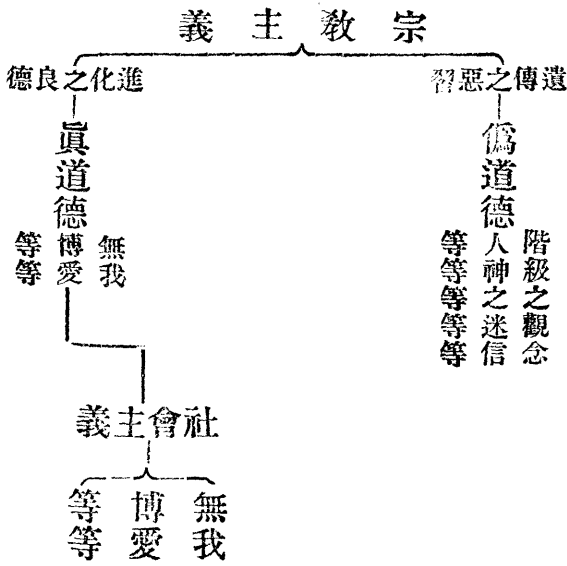 宗教主義
遺傳之惡習
僞道德
階級之觀念
人神之迷信
等等等等等
進化之良德
眞道德
無我
博愛
等等
社會主義
無我
博愛
等等